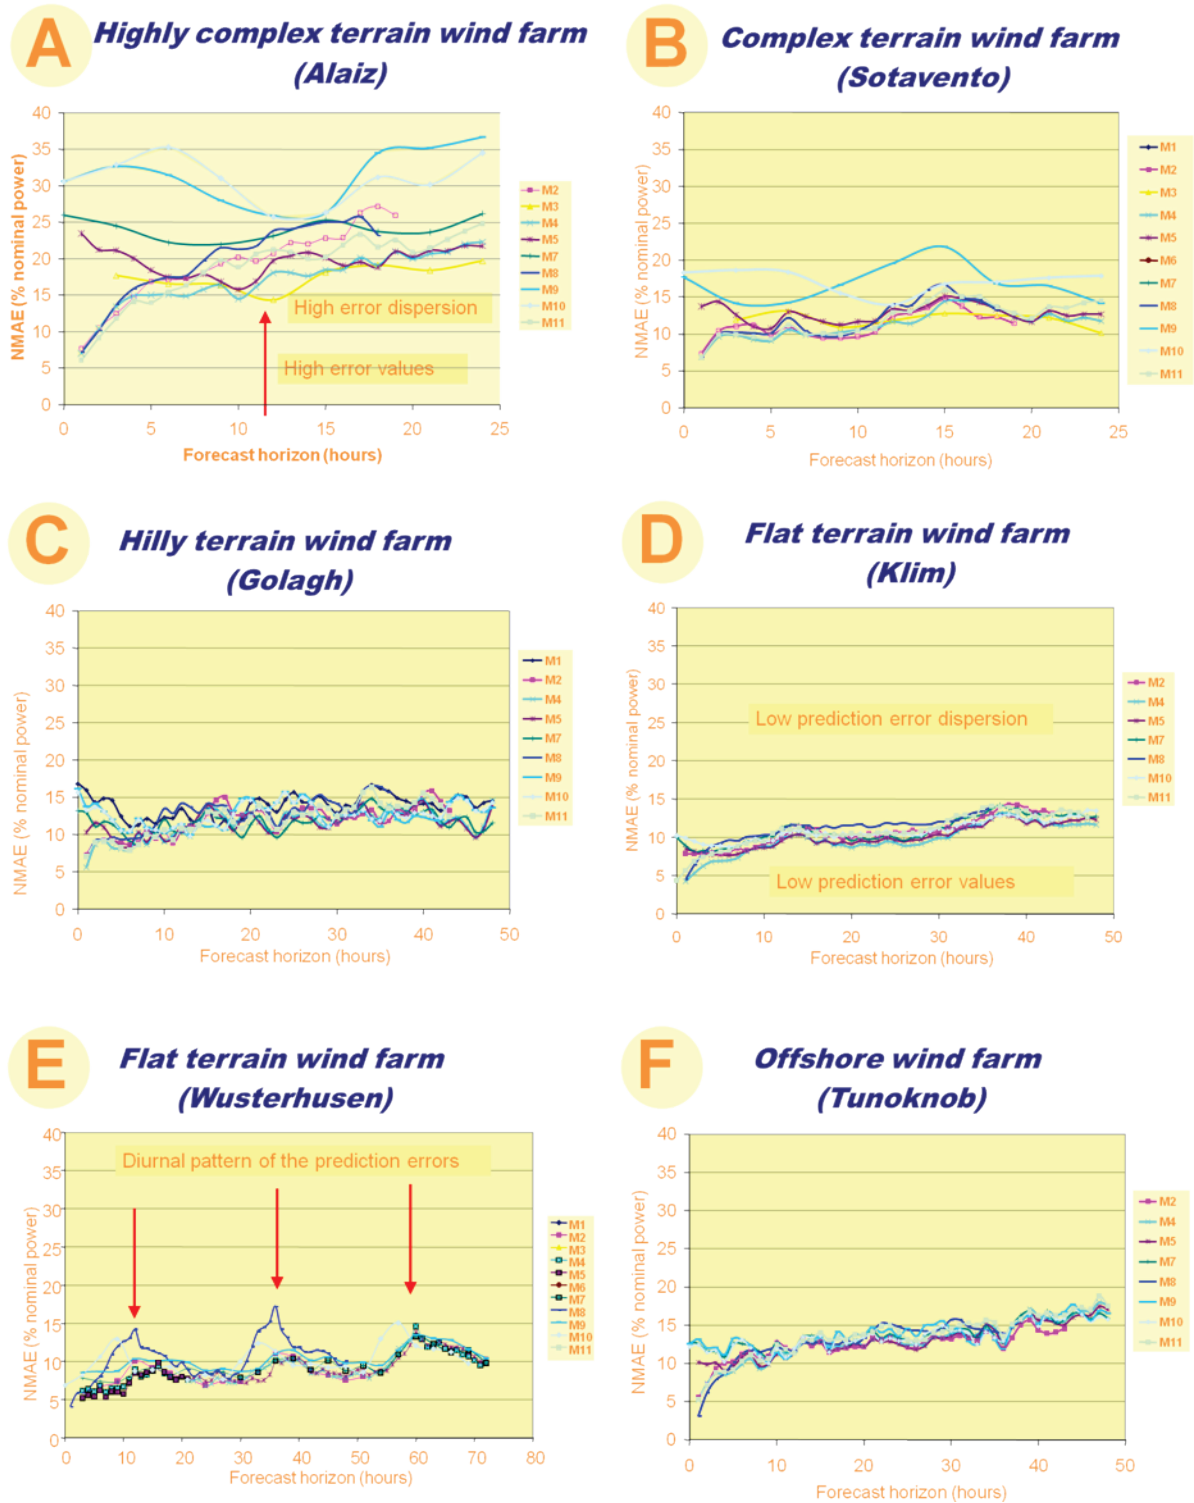 A
Highly complex terrain wind farm
(Alaiz)
NMAE (% nominal power)
40
35
30
25
20
15
10
5
0
0 5 10 15 20 25
Forecast horizon (hours)
High error dispersion
High error values
M2
M3
M4
M5
M7
M8
M9
M10
M11
B
Complex terrain wind farm
(Sotavento)
NMAE (% nominal power)
40
35
30
25
20
15
10
5
0
0 5 10 15 20 25
Forecast horizon (hours)
M1
M2
M3
M4
M5
M6
M7
M8
M9
M10
M11
C
Hilly terrain wind farm
(Golagh)
NMAE (% nominal power)
40
35
30
25
20
15
10
5
0
0 10 20 30 40 50
Forecast horizon (hours)
M1
M2
M4
M5
M7
M8
M9
M10
M11
D
Flat terrain wind farm
(Klim)
NMAE (% nominal power)
40
35
30
25
20
15
10
5
0
0 10 20 30 40 50
Forecast horizon (hours)
Low prediction error dispersion
Low prediction error values
M2
M4
M5
M7
M8
M10
M11
E
Flat terrain wind farm
(Wusterhusen)
NMAE (% nominal power)
40
35
30
25
20
15
10
5
0
0 10 20 30 40 50 60 70 80
Forecast horizon (hours)
Diurnal pattern of the prediction errors
M1
M2
M3
M4
M5
M6
M7
M8
M9
M10
M11
F
Offshore wind farm
(Tunoknob)
NMAE (% nominal power)
40
35
30
25
20
15
10
5
0
0 10 20 30 40 50
Forecast horizon (hours)
M2
M4
M5
M7
M8
M9
M10
M11